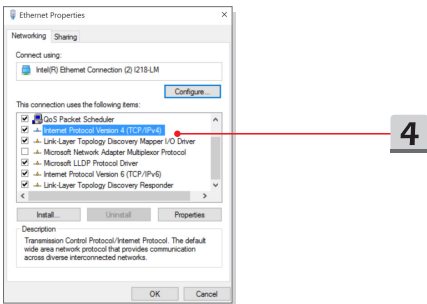 Ethernet Properties
Networking Sharing
Connect using:
Intel(R) Ethernet Connection (2) I218-LM
Configure...
This connection uses the following items:
QoS Packet Scheduler
Internet Protocol Version 4 (TCP/IPv4)
Link-Layer Topology Discovery Mapper I/O Driver
Microsoft Network Adapter Multiplexor Protocol
Microsoft LLDP Protocol Driver
Internet Protocol Version 6 (TCP/IPv6)
Link-Layer Topology Discovery Responder
Install... Uninstall Properties
Description
Transmission Control Protocol/Internet Protocol. The default
wide area network protocol that provides communication
across diverse interconnected networks.
OK Cancel
4